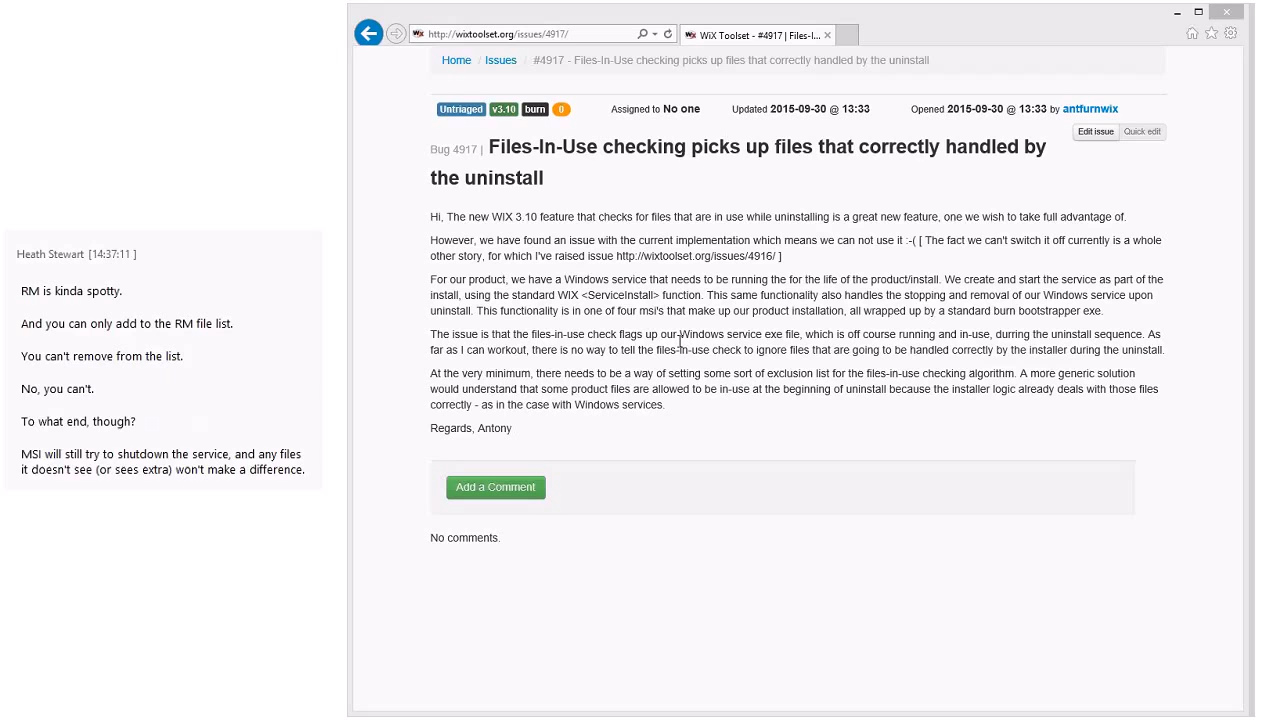 Heath Stewart [14:37:11 ]
RM is kinda spotty.
And you can only add to the RM file list.
You can't remove from the list.
No, you can't.
To what end, though?
MSI will still try to shutdown the service, and any files
it doesn't see (or sees extra) won't make a difference.
http://wixtoolset.org/issues/4917/
WiX Toolset - #4917 | Files-I...
Home / Issues / #4917 - Files-In-Use checking picks up files that correctly handled by the uninstall
Untriaged v3.10 burn 0 Assigned to No one Updated 2015-09-30 @ 13:33 Opened 2015-09-30 @ 13:33 by antfurnwix
Edit issue Quick edit
Bug 4917 | Files-In-Use checking picks up files that correctly handled by
the uninstall
Hi, The new WIX 3.10 feature that checks for files that are in use while uninstalling is a great new feature, one we wish to take full advantage of.
However, we have found an issue with the current implementation which means we can not use it :-( [ The fact we can't switch it off currently is a whole
other story, for which I've raised issue http://wixtoolset.org/issues/4916/ ]
For our product, we have a Windows service that needs to be running the for the life of the product/install. We create and start the service as part of the
install, using the standard WIX <ServiceInstall> function. This same functionality also handles the stopping and removal of our Windows service upon
uninstall. This functionality is in one of four msi's that make up our product installation, all wrapped up by a standard burn bootstrapper exe.
The issue is that the files-in-use check flags up our Windows service exe file, which is off course running and in-use, durring the uninstall sequence. As
far as I can workout, there is no way to tell the files-in-use check to ignore files that are going to be handled correctly by the installer during the uninstall.
At the very minimum, there needs to be a way of setting some sort of exclusion list for the files-in-use checking algorithm. A more generic solution
would understand that some product files are allowed to be in-use at the beginning of uninstall because the installer logic already deals with those files
correctly - as in the case with Windows services.
Regards, Antony
Add a Comment
No comments.